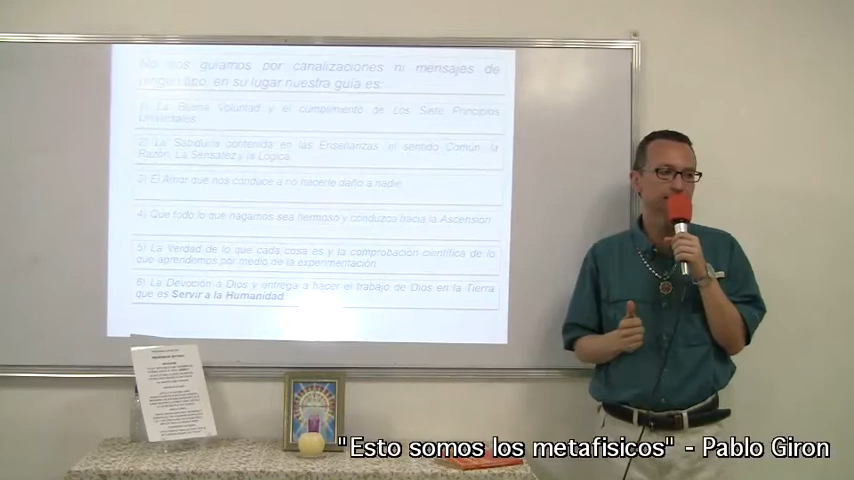 No nos guiamos por canalizaciones ni mensajes de
ningún tipo, en su lugar nuestra guía es:
1) La Buena Voluntad y el cumplimiento de Los Siete Principios
Universales
2) La Sabiduría contenida en las Enseñanzas, el sentido Común, la
Razón, La Sensatez y la Lógica.
3) El Amor que nos conduce a no hacerle daño a nadie
4) Que todo lo que hagamos sea hermoso y conduzca hacia la Ascensión
5) La Verdad de lo que cada cosa es y la comprobación científica de lo
que aprendemos por medio de la experimentación
6) La Devoción a Dios y entrega a hacer el trabajo de Dios en la Tierra
que es Servir a la Humanidad
"Esto somos los metafísicos" - Pablo Giron